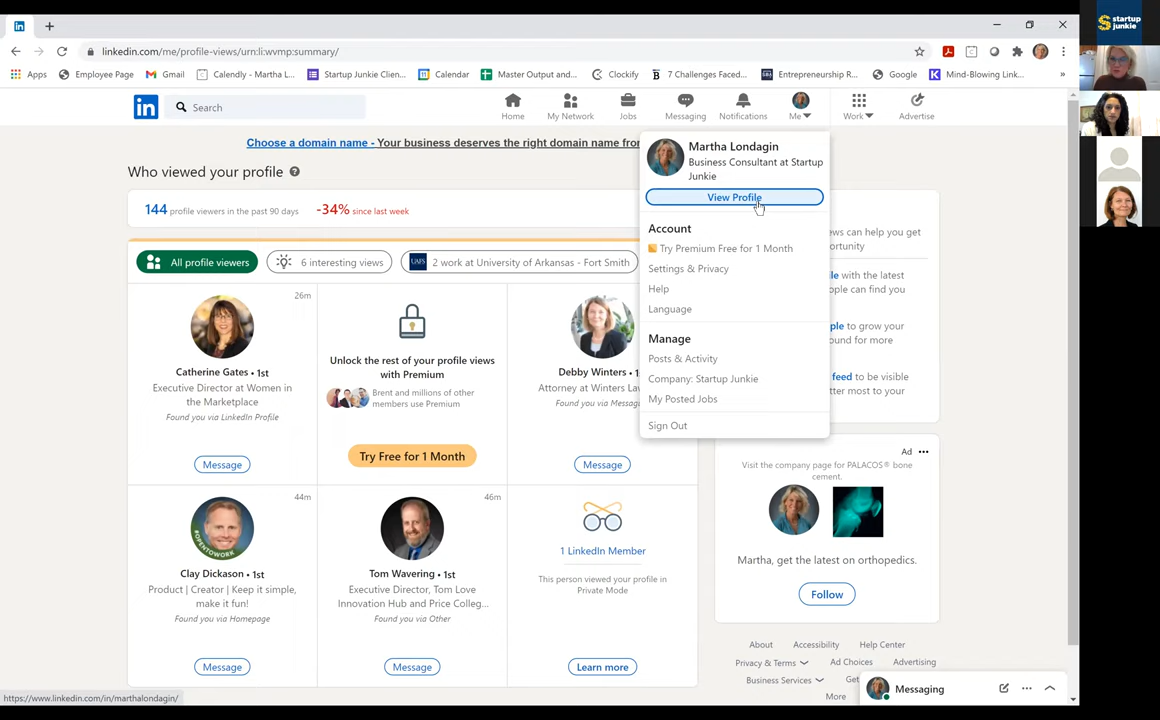 startup
junkie
linkedin.com/me/profile-views/urn:li:wvmp:summary/
Apps
Employee Page
Gmail
Calendly - Martha L...
Startup Junkie Clien...
Calendar
Master Output and...
Clockify
7 Challenges Faced...
Entrepreneurship R...
Google
Mind-Blowing Link...
in
Search
Home
My Network
Jobs
Messaging
Notifications
Me
Work
Advertise
Choose a domain name - Your business deserves the right domain name from
Who viewed your profile
144 profile viewers in the past 90 days
-34% since last week
All profile viewers
6 interesting views
UAFS
2 work at University of Arkansas - Fort Smith
26m
Catherine Gates • 1st
Executive Director at Women in
the Marketplace
Found you via LinkedIn Profile
Message
Unlock the rest of your profile views
with Premium
Brent and millions of other
members use Premium
Try Free for 1 Month
Debby Winters • 1
Attorney at Winters La
Found you via Messag
Message
44m
#OPENTOWORK
Clay Dickason • 1st
Product | Creator | Keep it simple,
make it fun!
Found you via Homepage
Message
46m
Tom Wavering • 1st
Executive Director, Tom Love
Innovation Hub and Price Colleg...
Found you via Other
Message
1 LinkedIn Member
This person viewed your profile in
Private Mode
Learn more
Martha Londagin
Business Consultant at Startup
Junkie
View Profile
Account
Try Premium Free for 1 Month
Settings & Privacy
Help
Language
Manage
Posts & Activity
Company: Startup Junkie
My Posted Jobs
Sign Out
ews can help you get
ortunity
ile with the latest
ople can find you
ple to grow your
ound for more
feed to be visible
tter most to your
Ad •••
Visit the company page for PALACOS® bone
cement.
Martha, get the latest on orthopedics.
Follow
About
Accessibility
Help Center
Privacy & Terms
Ad Choices
Advertising
Business Services
Get
More
Messaging
https://www.linkedin.com/in/marthalondagin/